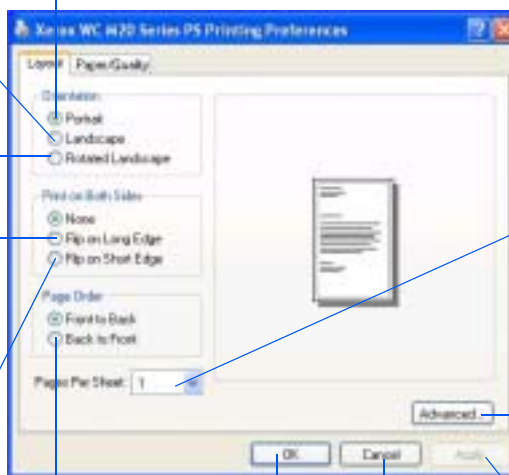 Xerox WC M20 Series PS Printing Preferences
Layout Paper/Quality
Orientation
Portrait
Landscape
Rotated Landscape
Print on Both Sides
None
Flip on Long Edge
Flip on Short Edge
Page Order
Front to Back
Back to Front
Pages Per Sheet: 1
Advanced...
OK Cancel Apply